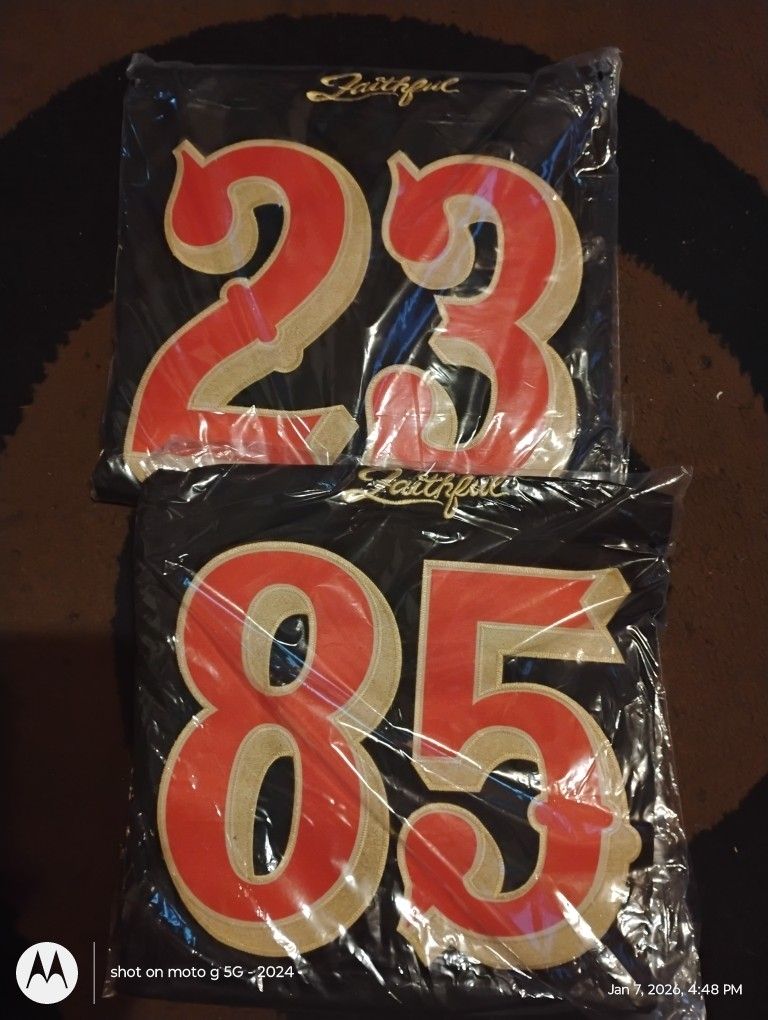 Faithful
23
Faithful
85
shot on moto g 5G - 2024
Jan 7, 2026, 4:48 PM